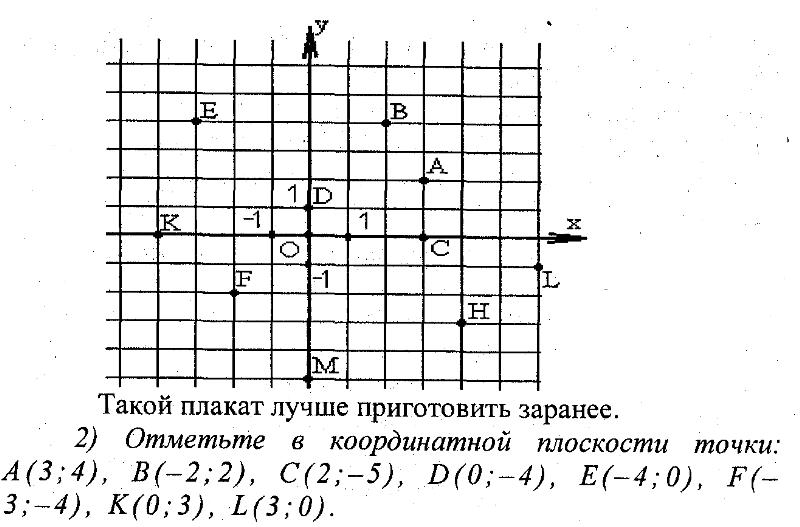 y
E
B
A
1 D
K -1 1 x
O C
-1 L
F
H
M
Такой плакат лучше приготовить заранее.
2) Отметьте в координатной плоскости точки:
A(3;4), B(–2;2), C(2;–5), D(0;–4), E(–4;0), F(–
3;–4), K(0;3), L(3;0).